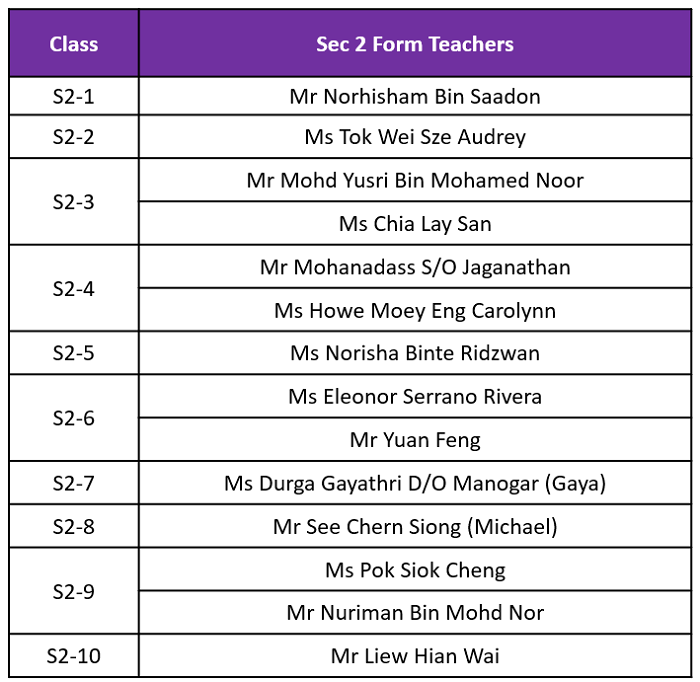 Class Sec 2 Form Teachers
S2-1 Mr Norhisham Bin Saadon
S2-2 Ms Tok Wei Sze Audrey
S2-3 Mr Mohd Yusri Bin Mohamed Noor
Ms Chia Lay San
S2-4 Mr Mohanadass S/O Jaganathan
Ms Howe Moey Eng Carolynn
S2-5 Ms Norisha Binte Ridzwan
S2-6 Ms Eleonor Serrano Rivera
Mr Yuan Feng
S2-7 Ms Durga Gayathri D/O Manogar (Gaya)
S2-8 Mr See Chern Siong (Michael)
S2-9 Ms Pok Siok Cheng
Mr Nuriman Bin Mohd Nor
S2-10 Mr Liew Hian Wai